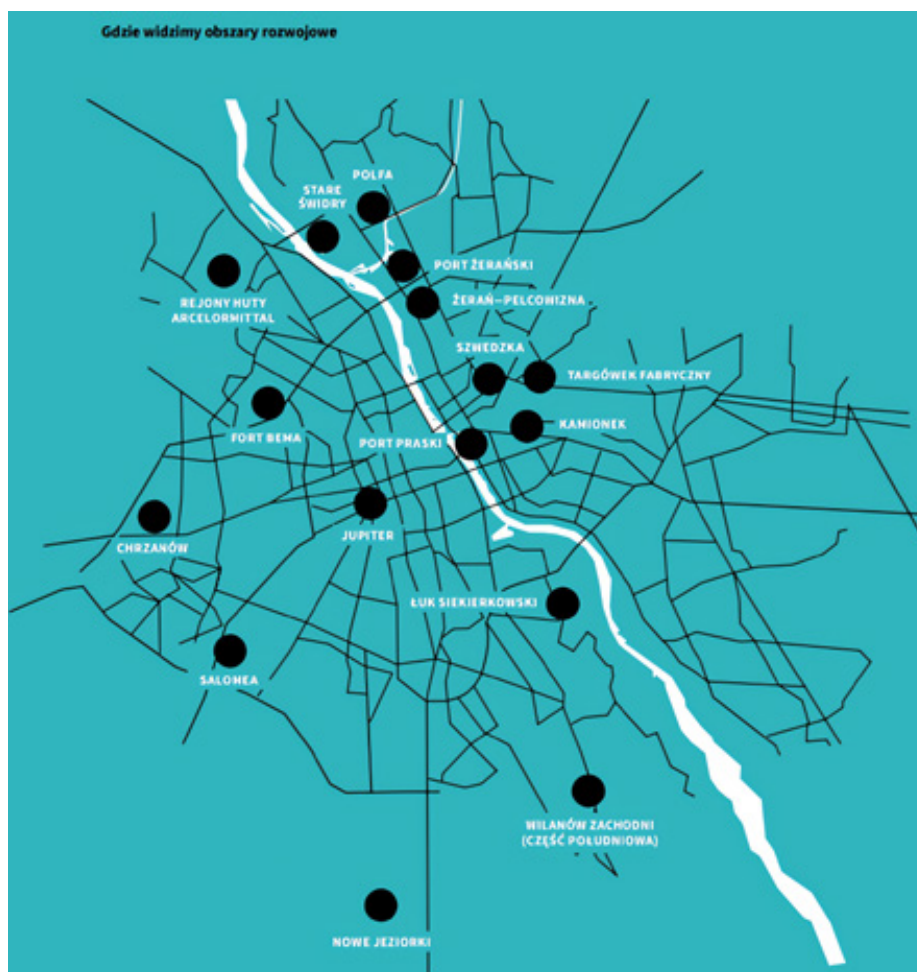 Gdzie widzimy obszary rozwojowe
POLFA
STARE
ŚWIDRY
PORT ŻERAŃSKI
REJONY HUTY
ARCELORMITTAL
ŻERAŃ—PELCOWIZNA
SZWEDZKA
TARGÓWEK FABRYCZNY
KAMIONEK
FORT BEMA
PORT PRASKI
JUPITER
CHRZANÓW
ŁUK SIEKIERKOWSKI
SALOMEA
WILANÓW ZACHODNI
(CZĘŚĆ POŁUDNIOWA)
NOWE JEZIORKI